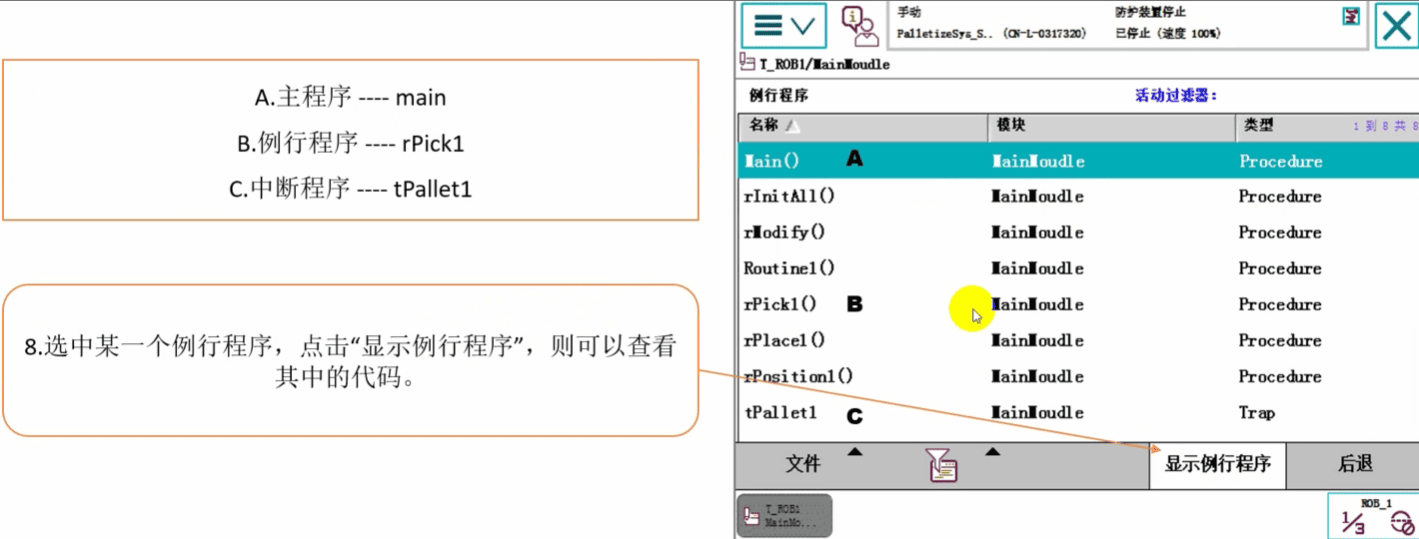 A.主程序 ---- main
B.例行程序 ---- rPick1
C.中断程序 ---- tPallet1
8.选中某一个例行程序，点击“显示例行程序”，则可以查看
其中的代码。
手动
防护装置停止
PalletizeSys_S.. (CN-L-0317320)
已停止 (速度 100%)
T_ROB1/MainMoudle
例行程序
活动过滤器：
名称 模块 类型 1 到 8 共 8
Main() A MainMoudle Procedure
rInitAll() MainMoudle Procedure
rModify() MainMoudle Procedure
Routine1() MainMoudle Procedure
rPick1() B MainMoudle Procedure
rPlace1() MainMoudle Procedure
rPosition1() MainMoudle Procedure
tPallet1 C MainMoudle Trap
文件 显示例行程序 后退
T_ROB1
MainMo...
ROB_1
1/3